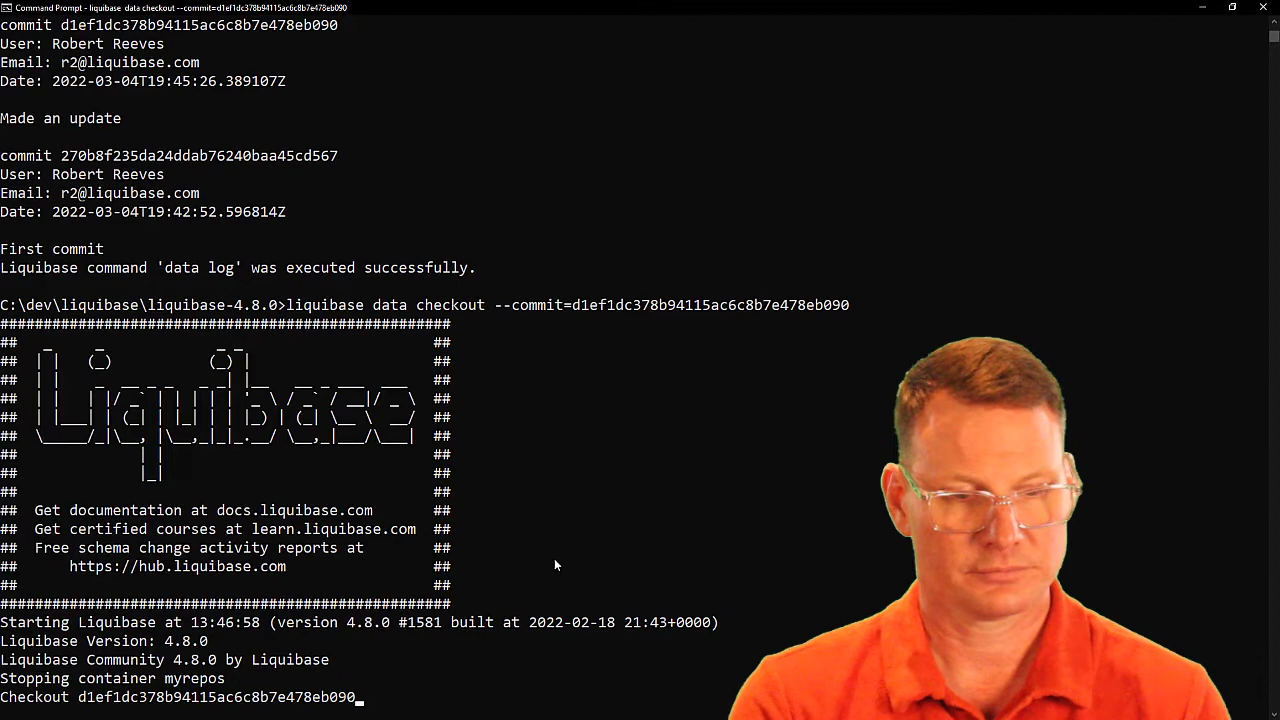 Command Prompt - liquibase  data checkout --commit=d1ef1dc378b94115ac6c8b7e478eb090
commit d1ef1dc378b94115ac6c8b7e478eb090
User: Robert Reeves
Email: r2@liquibase.com
Date: 2022-03-04T19:45:26.389107Z
Made an update
commit 270b8f235da24ddab76240baa45cd567
User: Robert Reeves
Email: r2@liquibase.com
Date: 2022-03-04T19:42:52.596814Z
First commit
Liquibase command 'data log' was executed successfully.
C:\dev\liquibase\liquibase-4.8.0>liquibase data checkout --commit=d1ef1dc378b94115ac6c8b7e478eb090
####################################################
## Liquibase ##
## Get documentation at docs.liquibase.com ##
## Get certified courses at learn.liquibase.com ##
## Free schema change activity reports at ##
## https://hub.liquibase.com ##
## ##
####################################################
Starting Liquibase at 13:46:58 (version 4.8.0 #1581 built at 2022-02-18 21:43+0000)
Liquibase Version: 4.8.0
Liquibase Community 4.8.0 by Liquibase
Stopping container myrepos
Checkout d1ef1dc378b94115ac6c8b7e478eb090